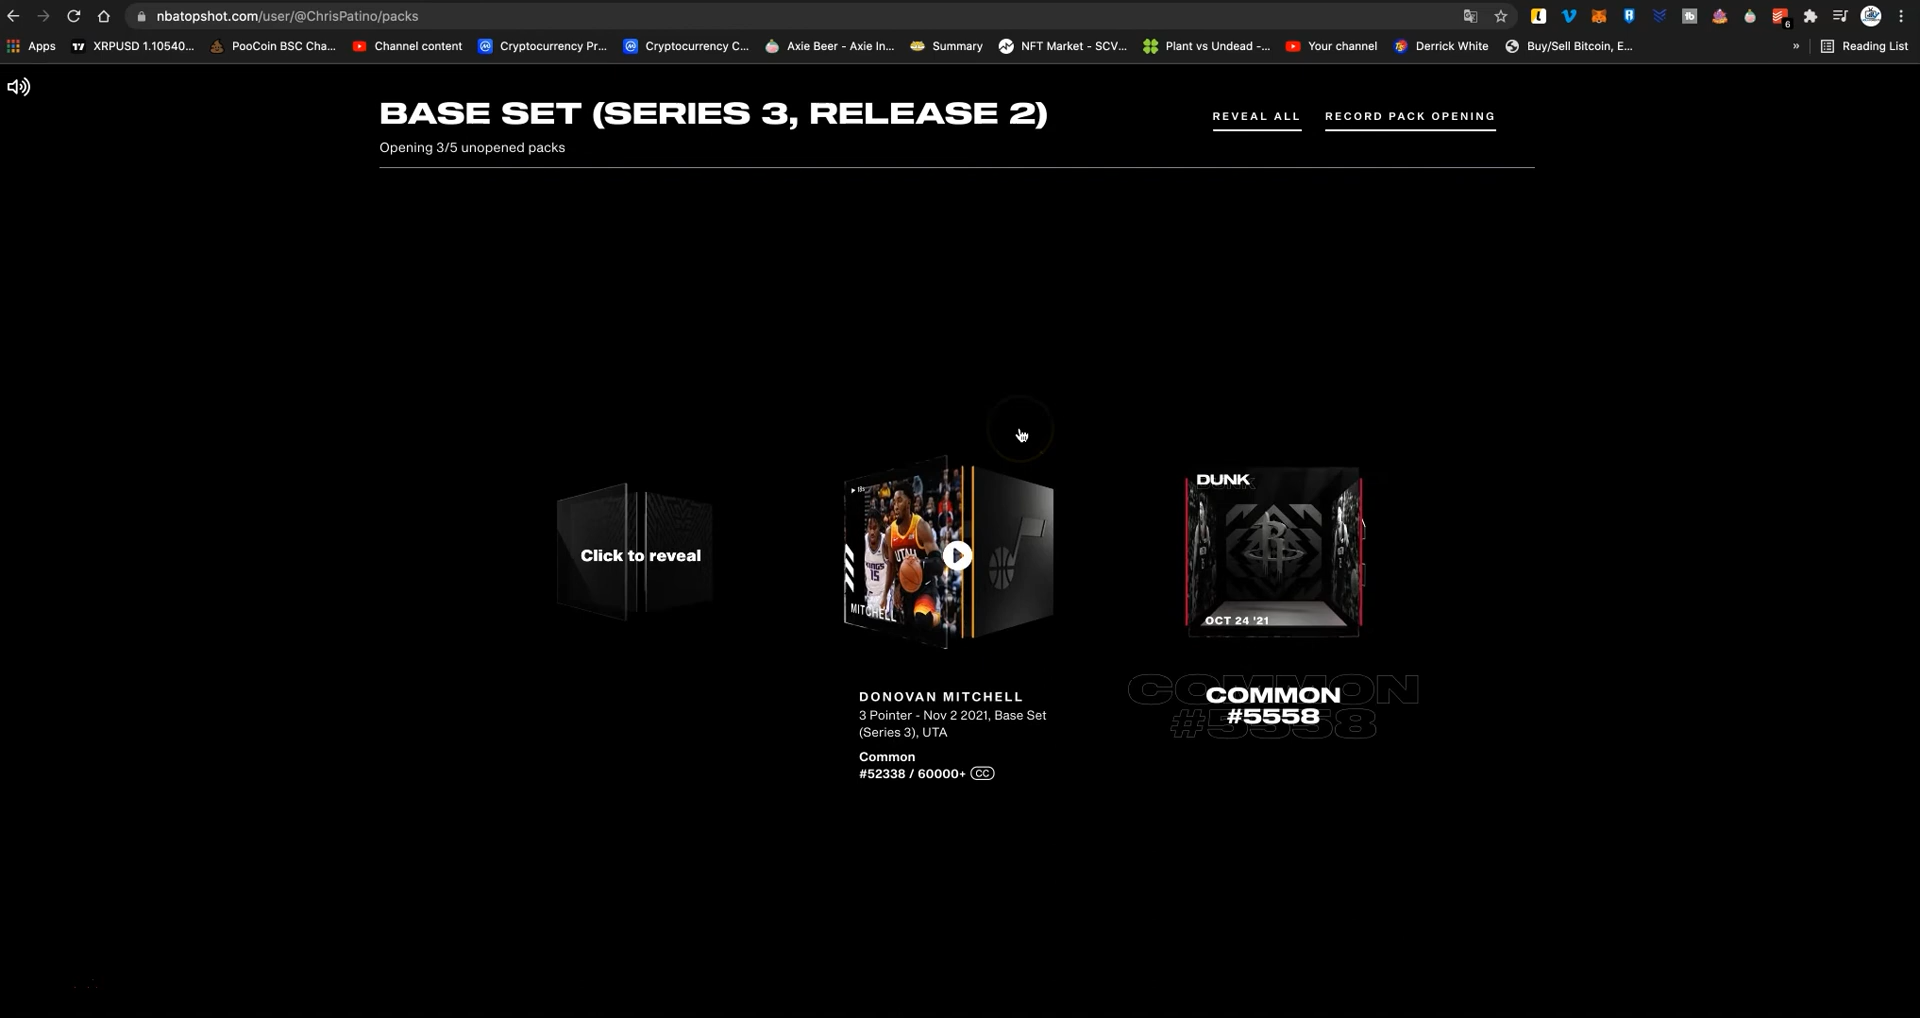 nbatopshot.com/user/@ChrisPatino/packs
Apps XRPUSD 1.10540... PooCoin BSC Cha... Channel content Cryptocurrency Pr... Cryptocurrency C... Axie Beer - Axie In... Summary NFT Market - SCV... Plant vs Undead -... Your channel Derrick White Buy/Sell Bitcoin, E... » Reading List
6
BASE SET (SERIES 3, RELEASE 2)
REVEAL ALL RECORD PACK OPENING
Opening 3/5 unopened packs
DUNK
Click to reveal
KINGS
15
UTAH
MITCHELL
OCT 24 '21
DONOVAN MITCHELL
3 Pointer - Nov 2 2021, Base Set
(Series 3), UTA
Common
#52338 / 60000+ CC
COMMON
#5558